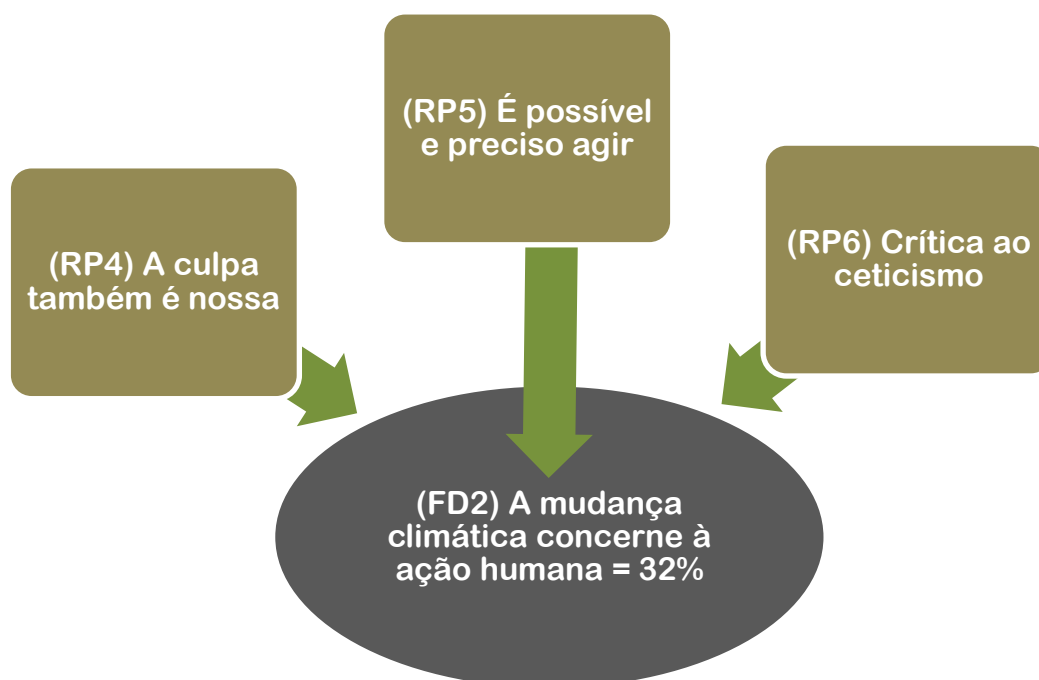 (RP4) A culpa
também é nossa
(RP5) É possível
e preciso agir
(RP6) Crítica ao
ceticismo
(FD2) A mudança
climática concerne à
ação humana = 32%